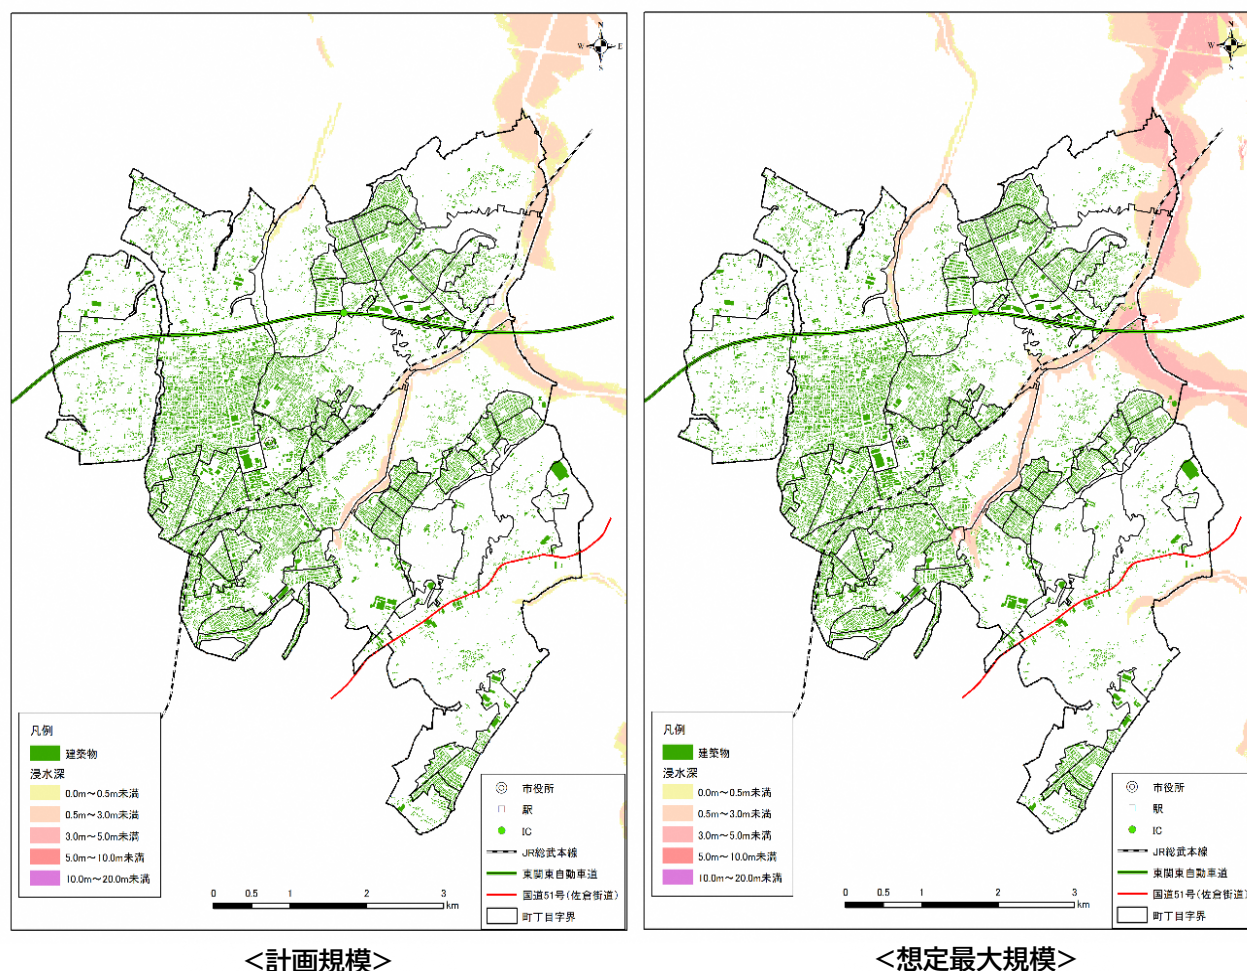 N
W E
S
凡例
建築物
浸水深
0.0m～0.5m未満
0.5m～3.0m未満
3.0m～5.0m未満
5.0m～10.0m未満
10.0m～20.0m未満
市役所
駅
IC
JR総武本線
東関東自動車道
国道51号(佐倉街道)
町丁目字界
0 0.5 1 2 3
km
<計画規模>
N
W E
S
凡例
建築物
浸水深
0.0m～0.5m未満
0.5m～3.0m未満
3.0m～5.0m未満
5.0m～10.0m未満
10.0m～20.0m未満
市役所
駅
IC
JR総武本線
東関東自動車道
国道51号(佐倉街道)
町丁目字界
0 0.5 1 2 3
km
<想定最大規模>